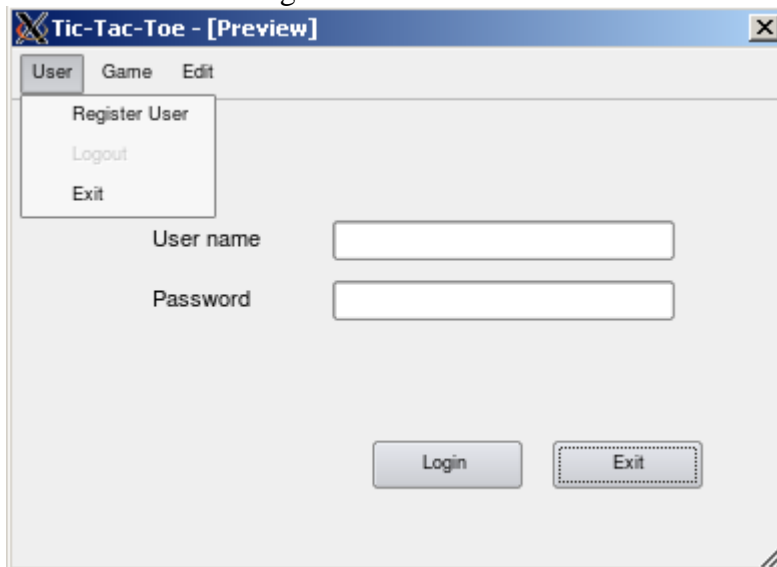 Tic-Tac-Toe - [Preview]
User Game Edit
Register User
Logout
Exit
User name
Password
Login Exit